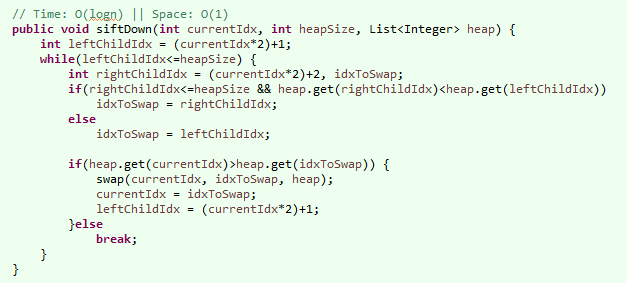 // Time: O(logn) || Space: O(1)
public void siftDown(int currentIdx, int heapSize, List<Integer> heap) {
    int leftChildIdx = (currentIdx*2)+1;
    while(leftChildIdx<=heapSize) {
        int rightChildIdx = (currentIdx*2)+2, idxToSwap;
        if(rightChildIdx<=heapSize && heap.get(rightChildIdx)<heap.get(leftChildIdx))
            idxToSwap = rightChildIdx;
        else
            idxToSwap = leftChildIdx;

        if(heap.get(currentIdx)>heap.get(idxToSwap)) {
            swap(currentIdx, idxToSwap, heap);
            currentIdx = idxToSwap;
            leftChildIdx = (currentIdx*2)+1;
        }else
            break;
    }
}